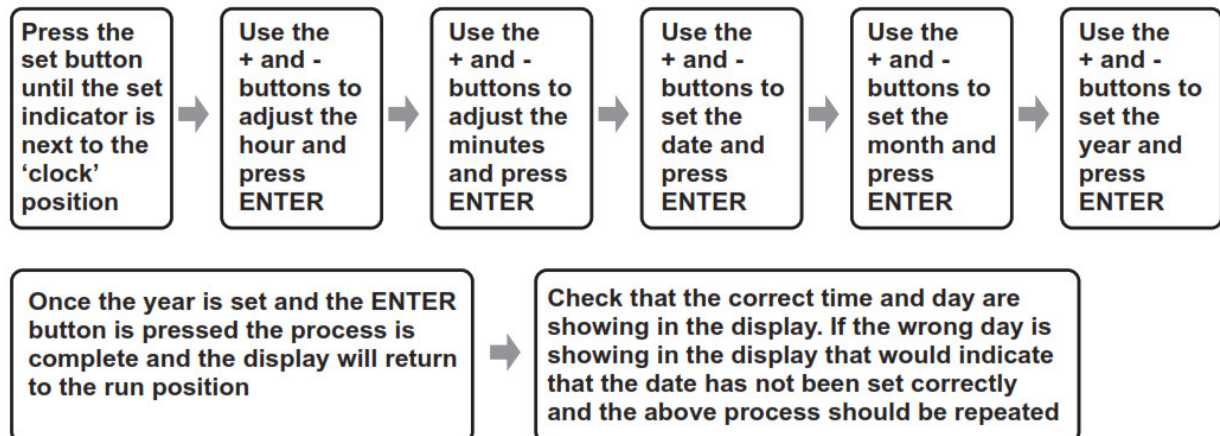 Press the
set button
until the set
indicator is
next to the
‘clock’
position
Use the
+ and -
buttons to
adjust the
hour and
press
ENTER
Use the
+ and -
buttons to
adjust the
minutes
and press
ENTER
Use the
+ and -
buttons to
set the
date and
press
ENTER
Use the
+ and -
buttons to
set the
month and
press
ENTER
Use the
+ and -
buttons to
set the
year and
press
ENTER
Once the year is set and the ENTER
button is pressed the process is
complete and the display will return
to the run position
Check that the correct time and day are
showing in the display. If the wrong day is
showing in the display that would indicate
that the date has not been set correctly
and the above process should be repeated